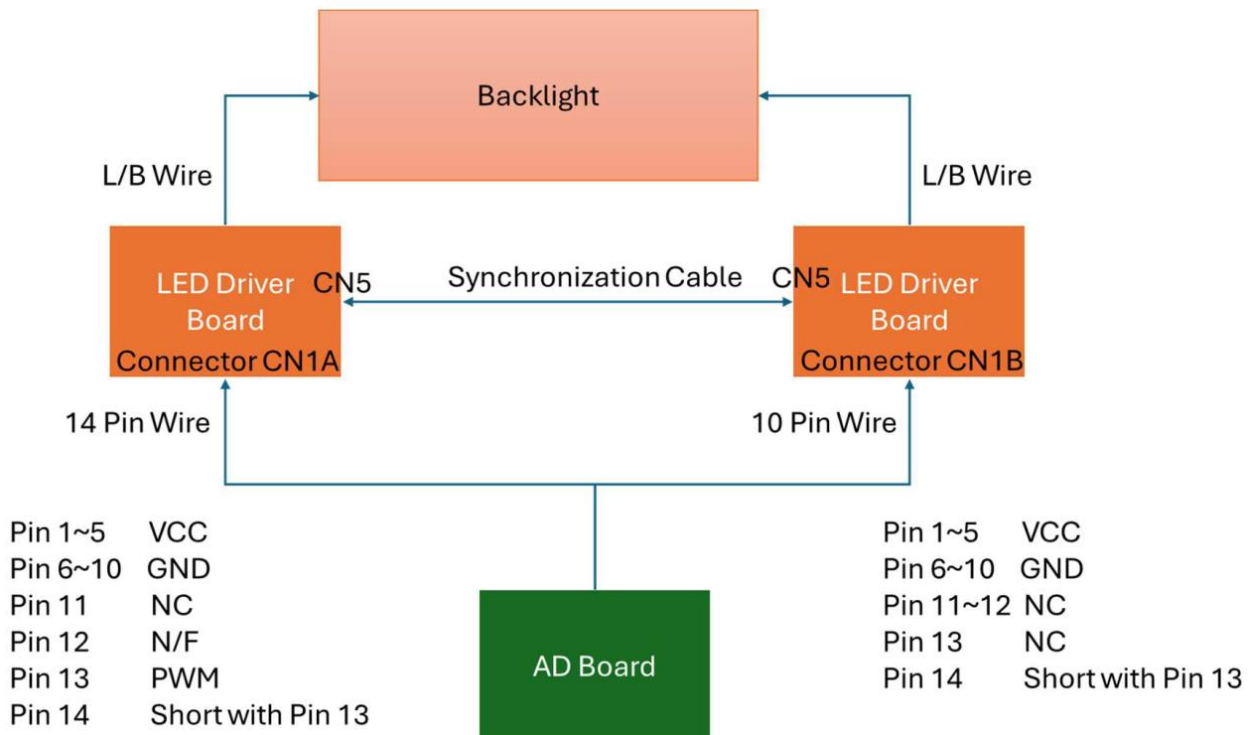 Backlight
L/B Wire
L/B Wire
LED Driver
Board
CN5
Connector CN1A
Synchronization Cable
CN5
LED Driver
Board
Connector CN1B
14 Pin Wire
10 Pin Wire
Pin 1~5 VCC
Pin 6~10 GND
Pin 11 NC
Pin 12 N/F
Pin 13 PWM
Pin 14 Short with Pin 13
AD Board
Pin 1~5 VCC
Pin 6~10 GND
Pin 11~12 NC
Pin 13 NC
Pin 14 Short with Pin 13